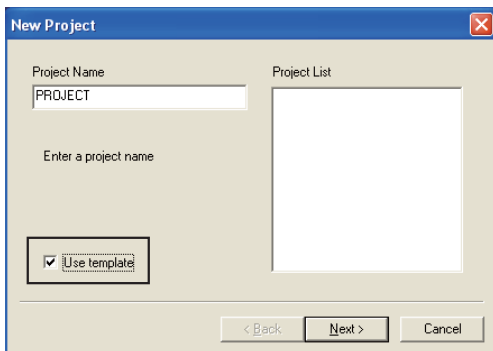 New Project
Project Name
PROJECT
Project List
Enter a project name
Use template
< Back
Next >
Cancel